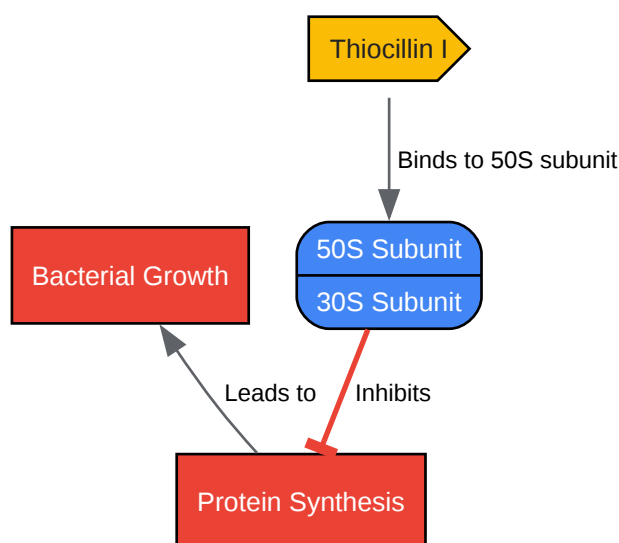 Thiocillin I
Binds to 50S subunit
50S Subunit
30S Subunit
Bacterial Growth
Leads to
Inhibits
Protein Synthesis